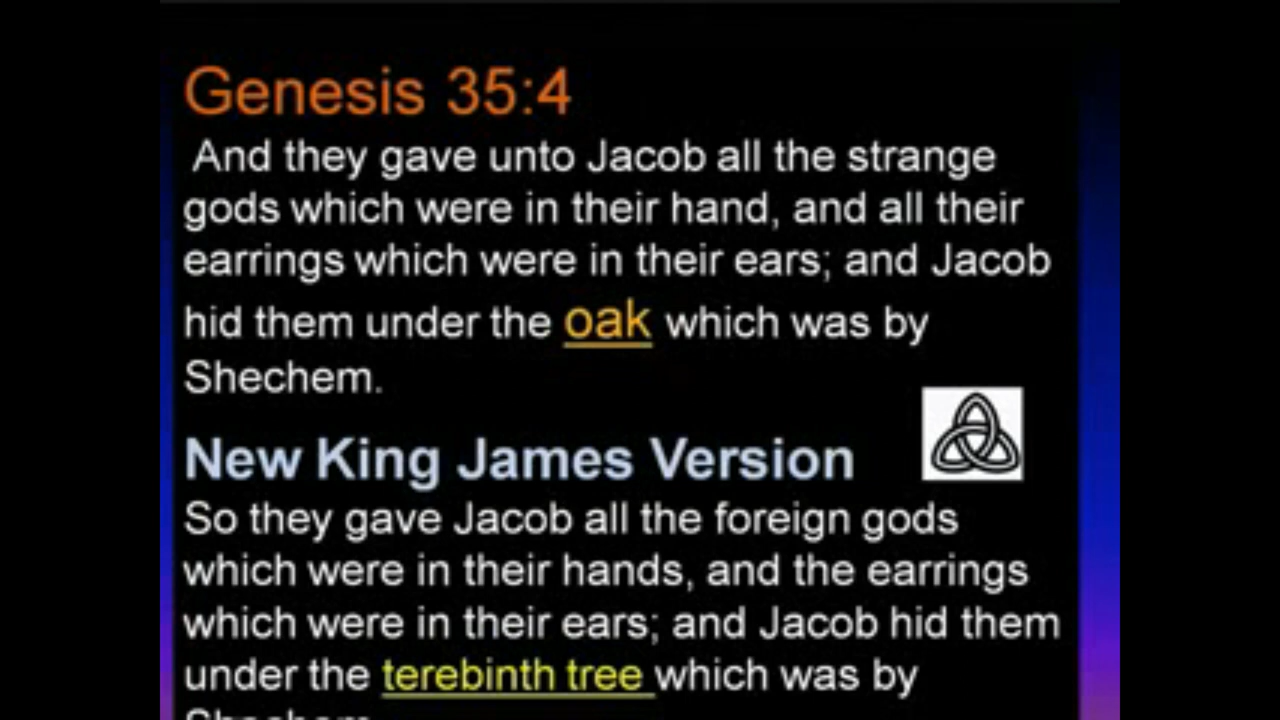 Genesis 35:4
And they gave unto Jacob all the strange
gods which were in their hand, and all their
earrings which were in their ears; and Jacob
hid them under the oak which was by
Shechem.
New King James Version
So they gave Jacob all the foreign gods
which were in their hands, and the earrings
which were in their ears; and Jacob hid them
under the terebinth tree which was by